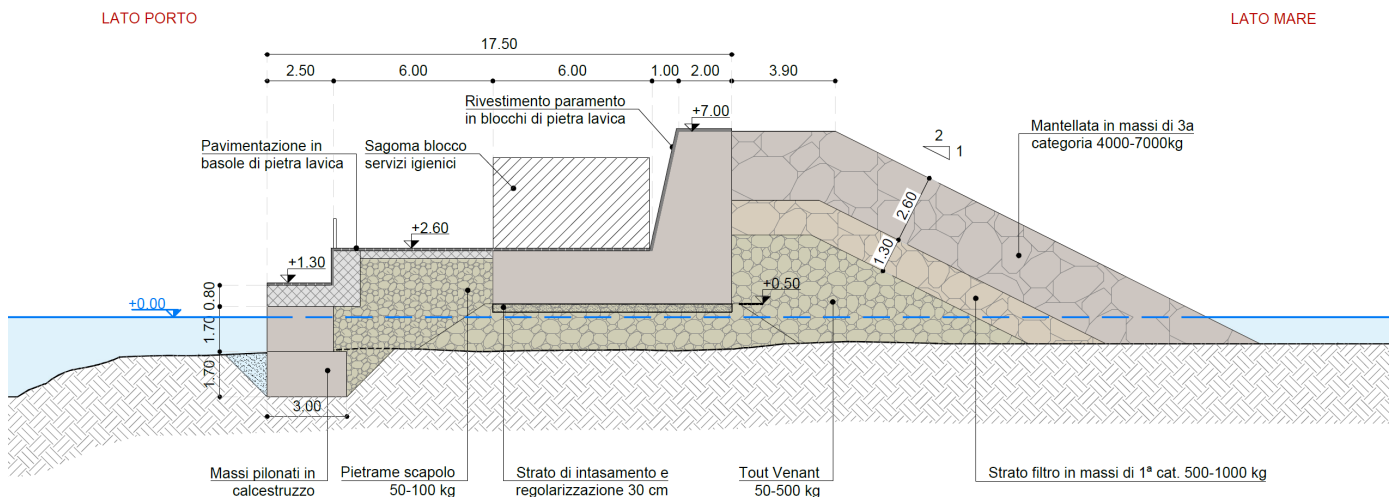 LATO PORTO
LATO MARE
17.50
2.50
6.00
6.00
1.00
2.00
3.90
Rivestimento paramento
in blocchi di pietra lavica
+7.00
Mantellata in massi di 3a
categoria 4000-7000kg
Pavimentazione in
basole di pietra lavica
Sagoma blocco
servizi igienici
2
1
2.60
1.30
+2.60
+1.30
+0.50
+0.00
0.80
1.70
1.70
3.00
Massi pilonati in
calcestruzzo
Pietrame scapolo
50-100 kg
Strato di intasamento e
regolarizzazione 30 cm
Tout Venant
50-500 kg
Strato filtro in massi di 1ª cat. 500-1000 kg